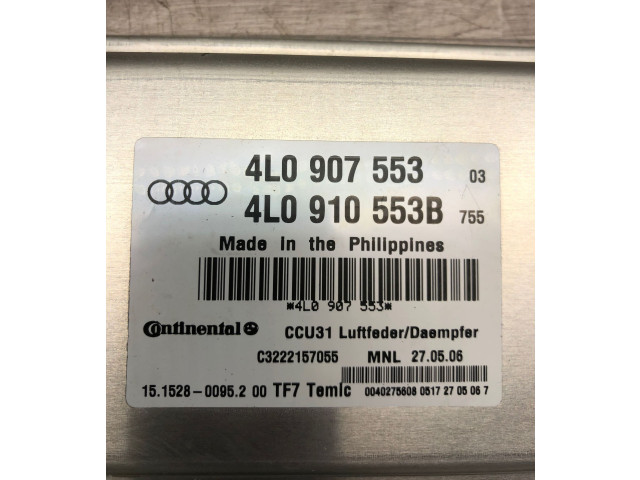 4L0 907 553 03
4L0 910 553B 755
Made in the Philippines
*4L0 907 553*
Continental CCU31 Luftfeder/Daempfer
C3222157055 MNL 27.05.06
15.1528-0095.2 00 TF7 Temic 0040275608 0517 27 05 06 7